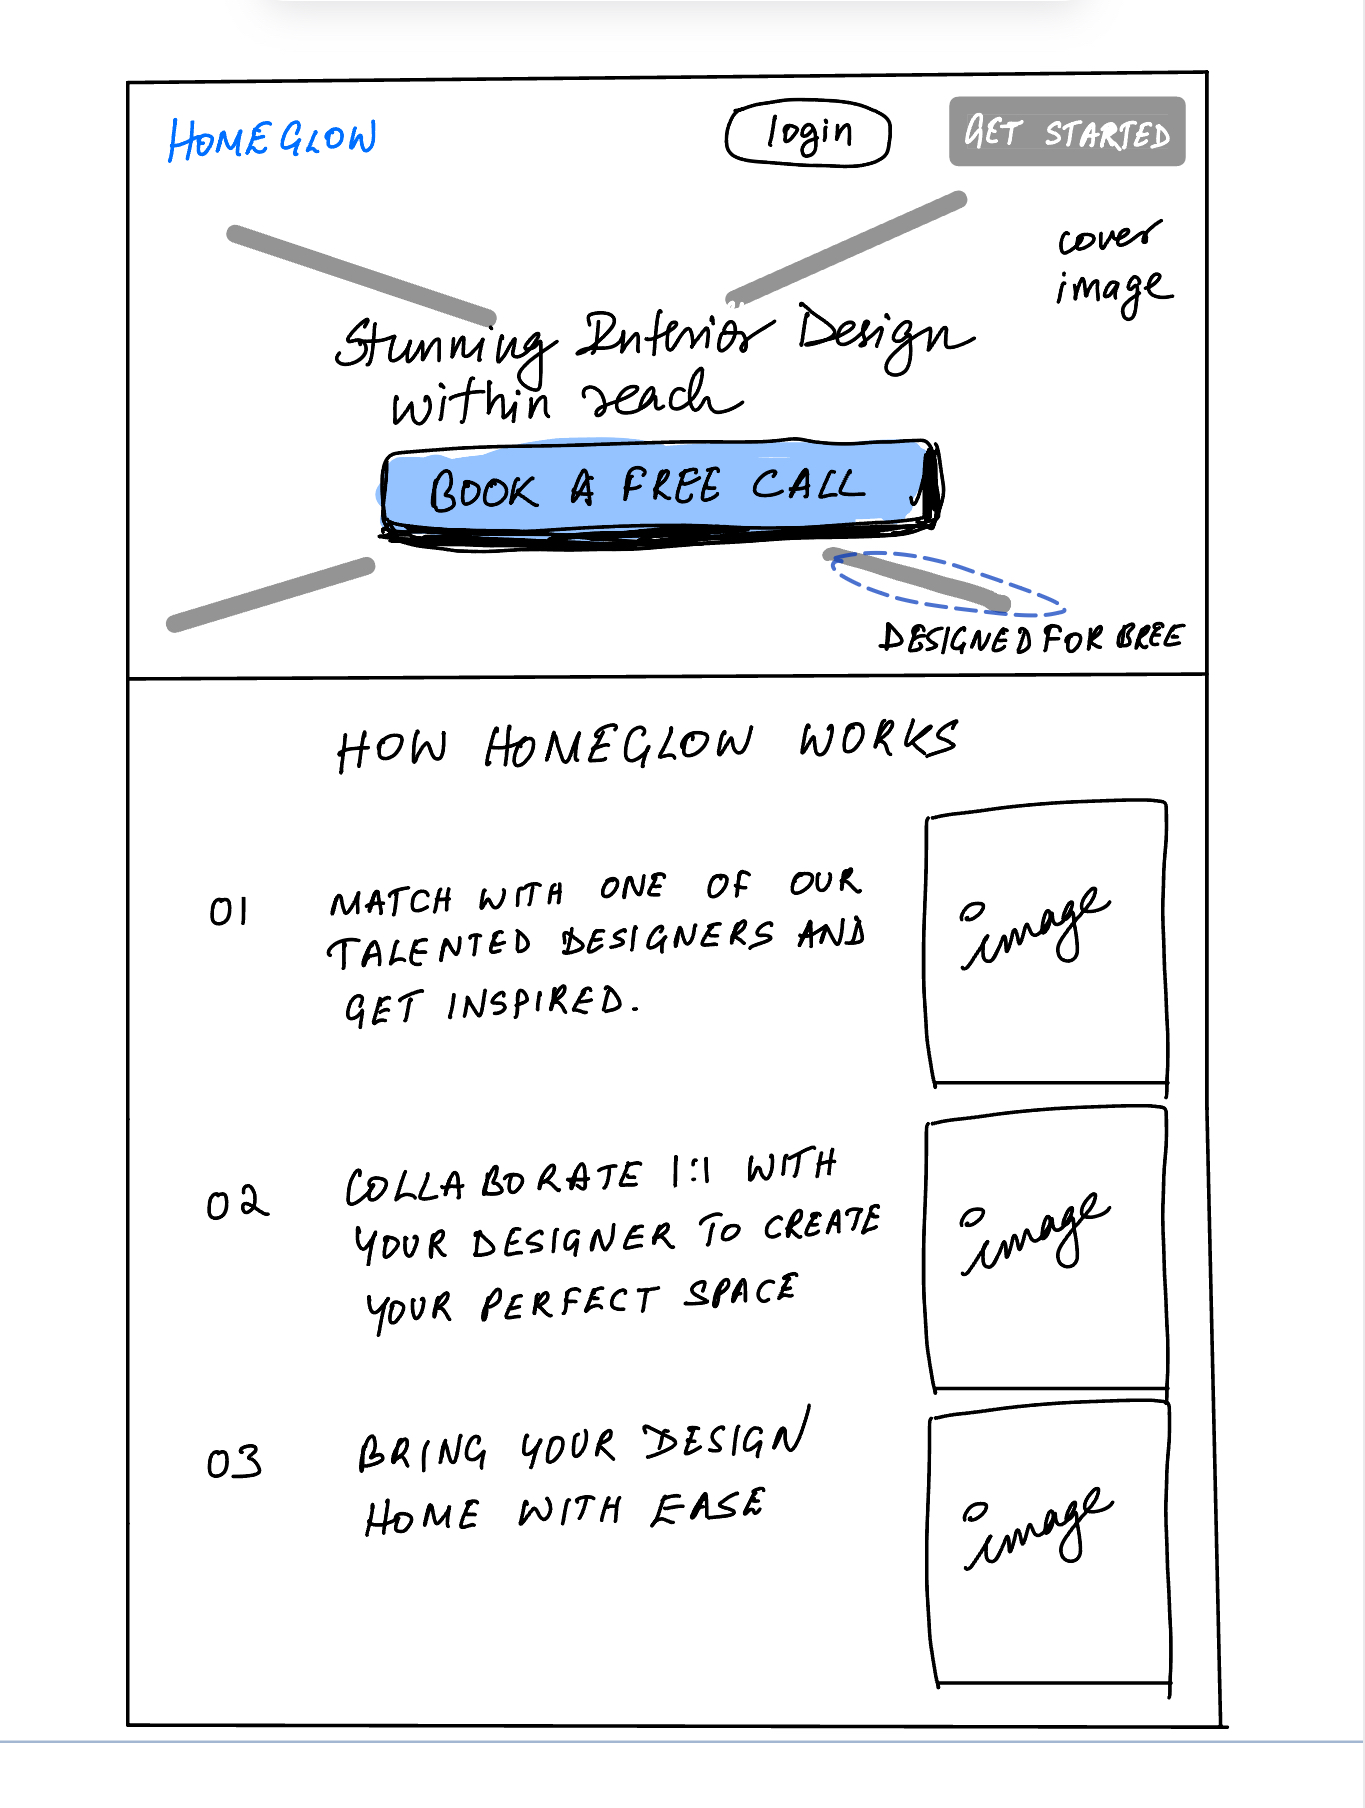 HOMEGLOW
login
GET STARTED
cover
image
Stunning Interior Design
within reach
BOOK A FREE CALL
DESIGNED FOR BREE
HOW HOMEGLOW WORKS
01
MATCH WITH ONE OF OUR
TALENTED DESIGNERS AND
GET INSPIRED.
image
02
COLLABORATE 1:1 WITH
YOUR DESIGNER TO CREATE
YOUR PERFECT SPACE
image
03
BRING YOUR DESIGN
HOME WITH EASE
image